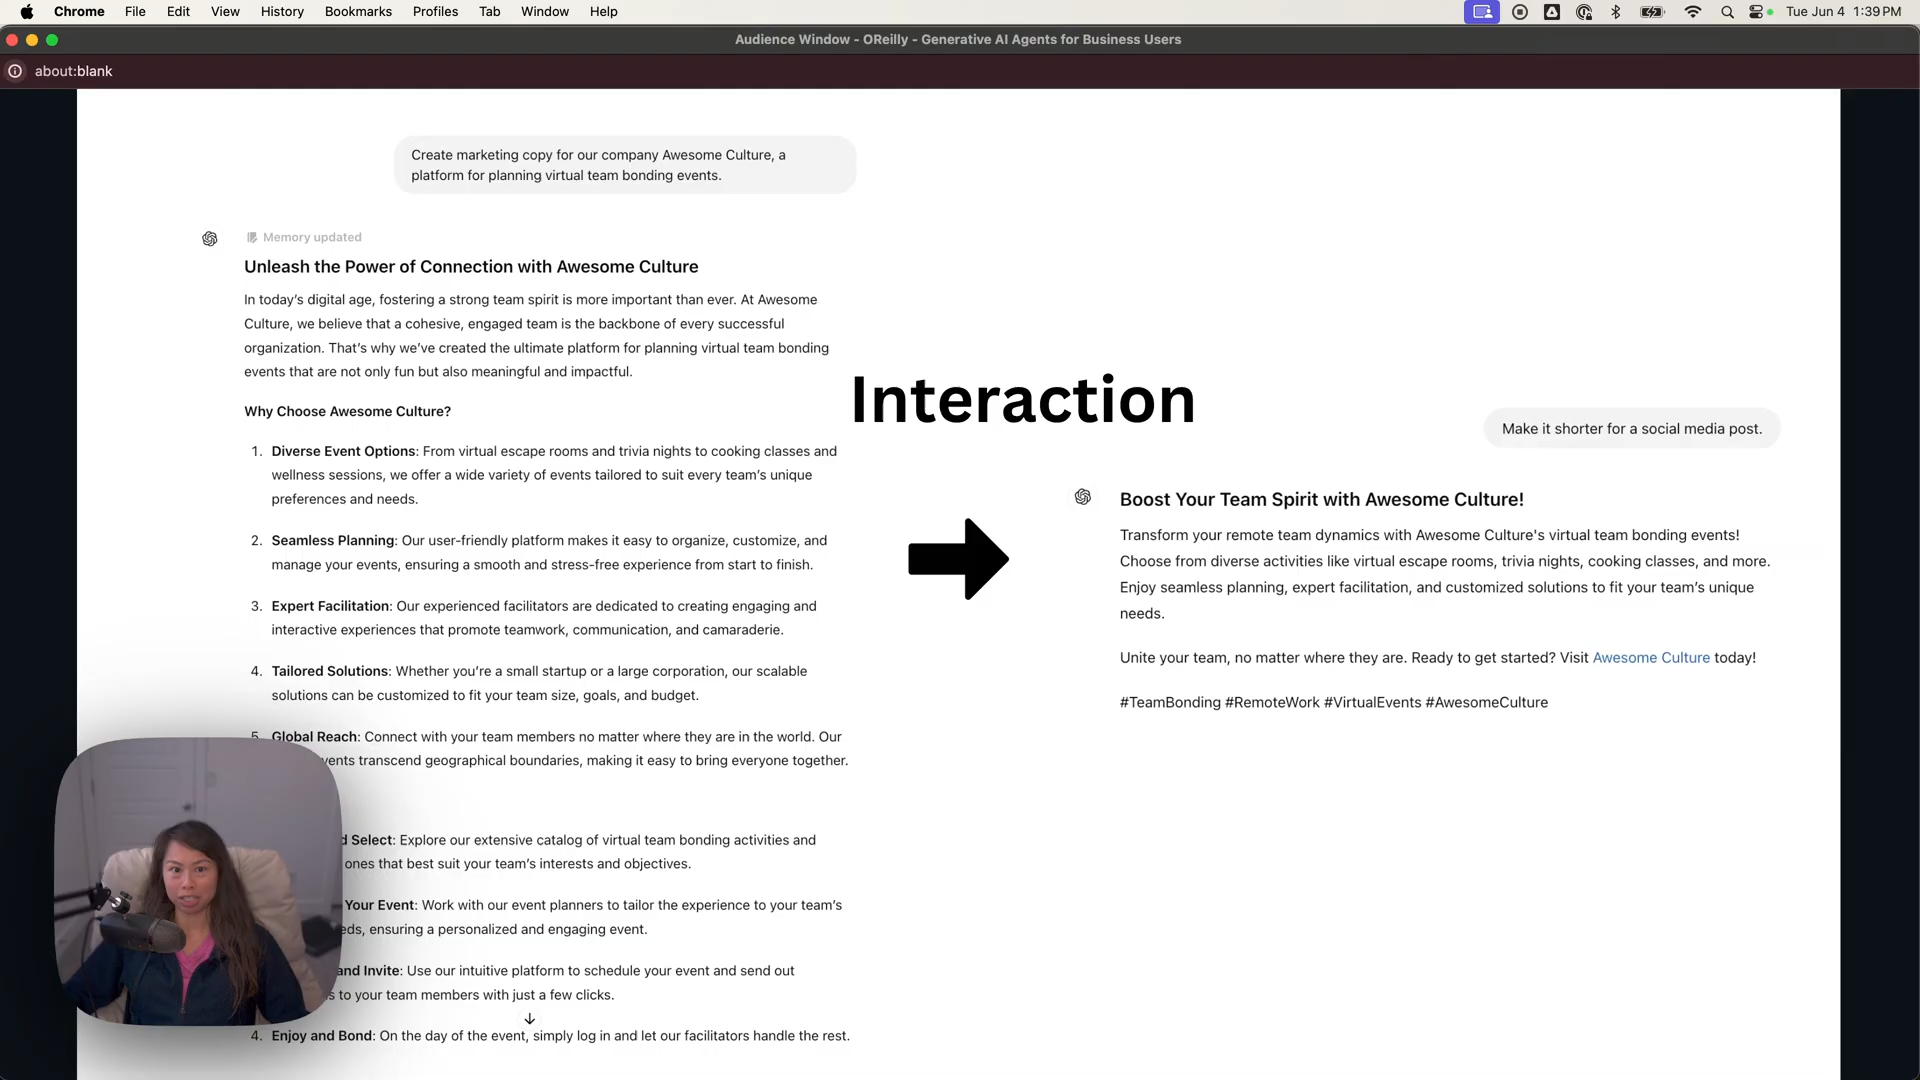 Chrome File Edit View History Bookmarks Profiles Tab Window Help Tue Jun 4 1:39 PM
Audience Window - OReilly - Generative AI Agents for Business Users
about:blank
Create marketing copy for our company Awesome Culture, a
platform for planning virtual team bonding events.
Memory updated
Unleash the Power of Connection with Awesome Culture
In today’s digital age, fostering a strong team spirit is more important than ever. At Awesome
Culture, we believe that a cohesive, engaged team is the backbone of every successful
organization. That’s why we’ve created the ultimate platform for planning virtual team bonding
events that are not only fun but also meaningful and impactful.
Why Choose Awesome Culture?
1. Diverse Event Options: From virtual escape rooms and trivia nights to cooking classes and
wellness sessions, we offer a wide variety of events tailored to suit every team’s unique
preferences and needs.
2. Seamless Planning: Our user-friendly platform makes it easy to organize, customize, and
manage your events, ensuring a smooth and stress-free experience from start to finish.
3. Expert Facilitation: Our experienced facilitators are dedicated to creating engaging and
interactive experiences that promote teamwork, communication, and camaraderie.
4. Tailored Solutions: Whether you’re a small startup or a large corporation, our scalable
solutions can be customized to fit your team size, goals, and budget.
5. Global Reach: Connect with your team members no matter where they are in the world. Our
transcend geographical boundaries, making it easy to bring everyone together.
Select: Explore our extensive catalog of virtual team bonding activities and
ones that best suit your team’s interests and objectives.
Your Event: Work with our event planners to tailor the experience to your team’s
ensuring a personalized and engaging event.
and Invite: Use our intuitive platform to schedule your event and send out
to your team members with just a few clicks.
4. Enjoy and Bond: On the day of the event, simply log in and let our facilitators handle the rest.
Interaction
Make it shorter for a social media post.
Boost Your Team Spirit with Awesome Culture!
Transform your remote team dynamics with Awesome Culture's virtual team bonding events!
Choose from diverse activities like virtual escape rooms, trivia nights, cooking classes, and more.
Enjoy seamless planning, expert facilitation, and customized solutions to fit your team’s unique
needs.
Unite your team, no matter where they are. Ready to get started? Visit Awesome Culture today!
#TeamBonding #RemoteWork #VirtualEvents #AwesomeCulture